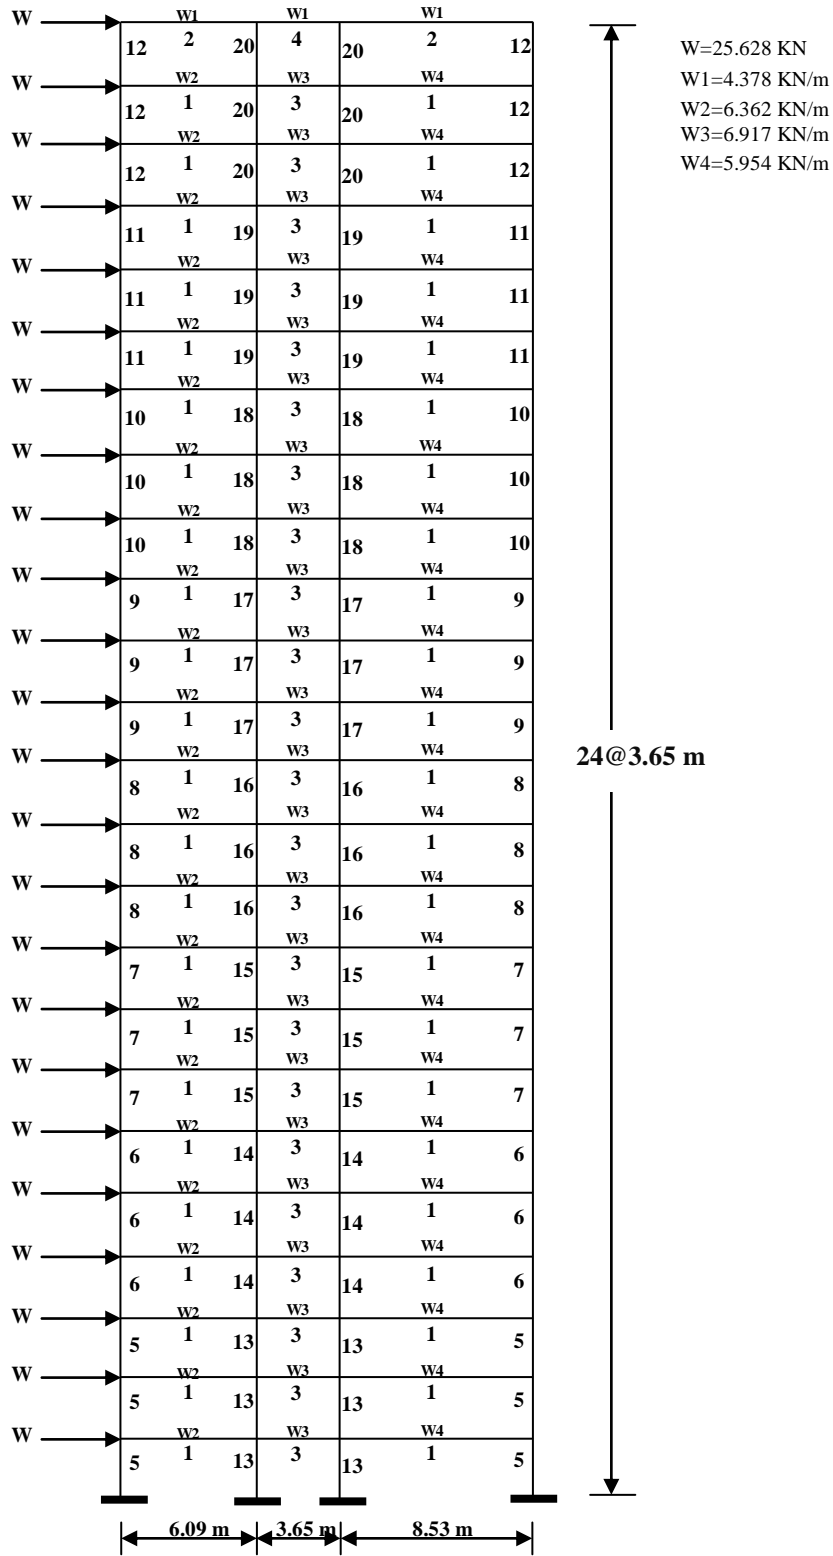 W W1 W1 W1
12 2 20 4 20 2 12
W=25.628 KN
W1=4.378 KN/m
W2=6.362 KN/m
W3=6.917 KN/m
W4=5.954 KN/m
W W2 W3 W4
12 1 20 3 20 1 12
W W2 W3 W4
12 1 20 3 20 1 12
W W2 W3 W4
11 1 19 3 19 1 11
W W2 W3 W4
11 1 19 3 19 1 11
W W2 W3 W4
11 1 19 3 19 1 11
W W2 W3 W4
10 1 18 3 18 1 10
W W2 W3 W4
10 1 18 3 18 1 10
W W2 W3 W4
10 1 18 3 18 1 10
W W2 W3 W4
9 1 17 3 17 1 9
W W2 W3 W4
9 1 17 3 17 1 9
W W2 W3 W4
9 1 17 3 17 1 9
W W2 W3 W4
24@3.65 m
8 1 16 3 16 1 8
W W2 W3 W4
8 1 16 3 16 1 8
W W2 W3 W4
8 1 16 3 16 1 8
W W2 W3 W4
7 1 15 3 15 1 7
W W2 W3 W4
7 1 15 3 15 1 7
W W2 W3 W4
7 1 15 3 15 1 7
W W2 W3 W4
6 1 14 3 14 1 6
W W2 W3 W4
6 1 14 3 14 1 6
W W2 W3 W4
6 1 14 3 14 1 6
W W2 W3 W4
5 1 13 3 13 1 5
W W2 W3 W4
5 1 13 3 13 1 5
W W2 W3 W4
5 1 13 3 13 1 5
6.09 m 3.65 m 8.53 m